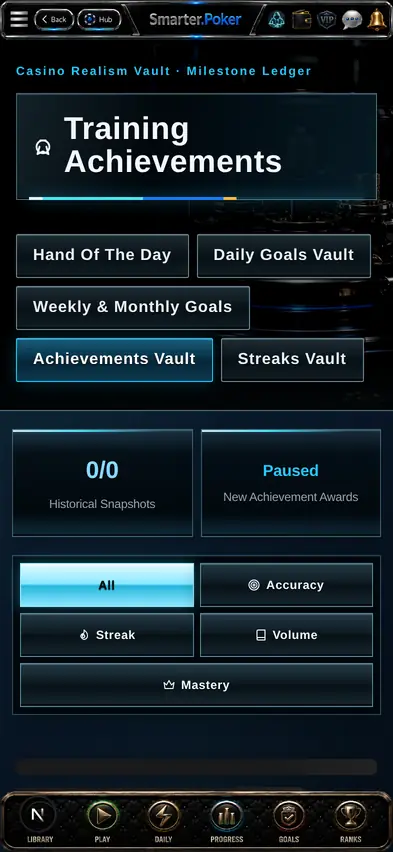 Back
Hub
Smarter.Poker
VIP
Casino Realism Vault · Milestone Ledger
Training
Achievements
Hand Of The Day
Daily Goals Vault
Weekly & Monthly Goals
Achievements Vault
Streaks Vault
0/0
Historical Snapshots
Paused
New Achievement Awards
All
Accuracy
Streak
Volume
Mastery
N
LIBRARY
PLAY
DAILY
PROGRESS
GOALS
RANKS